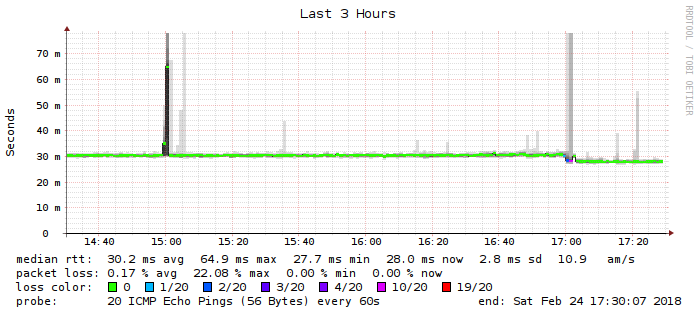 Last 3 Hours
RRDTOOL / TOBI OETIKER
Seconds
70 m
60 m
50 m
40 m
30 m
20 m
10 m
0
14:40 15:00 15:20 15:40 16:00 16:20 16:40 17:00 17:20
median rtt: 30.2 ms avg 64.9 ms max 27.7 ms min 28.0 ms now 2.8 ms sd 10.9 am/s
packet loss: 0.17 % avg 22.08 % max 0.00 % min 0.00 % now
loss color: 0 1/20 2/20 3/20 4/20 10/20 19/20
probe: 20 ICMP Echo Pings (56 Bytes) every 60s end: Sat Feb 24 17:30:07 2018